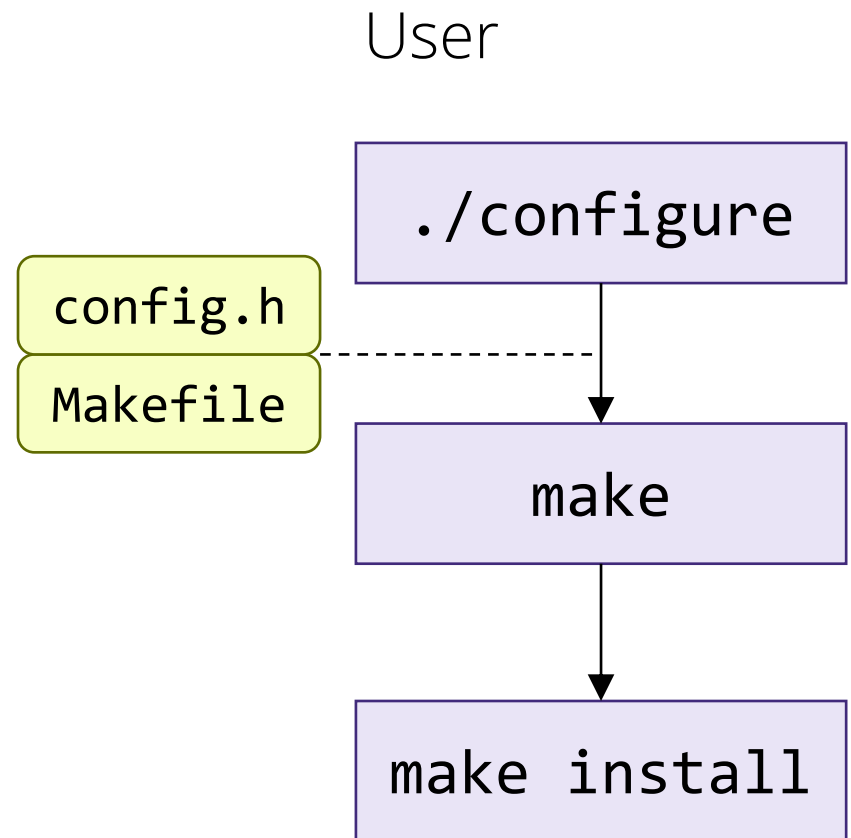 User
./configure
config.h
Makefile
make
make install